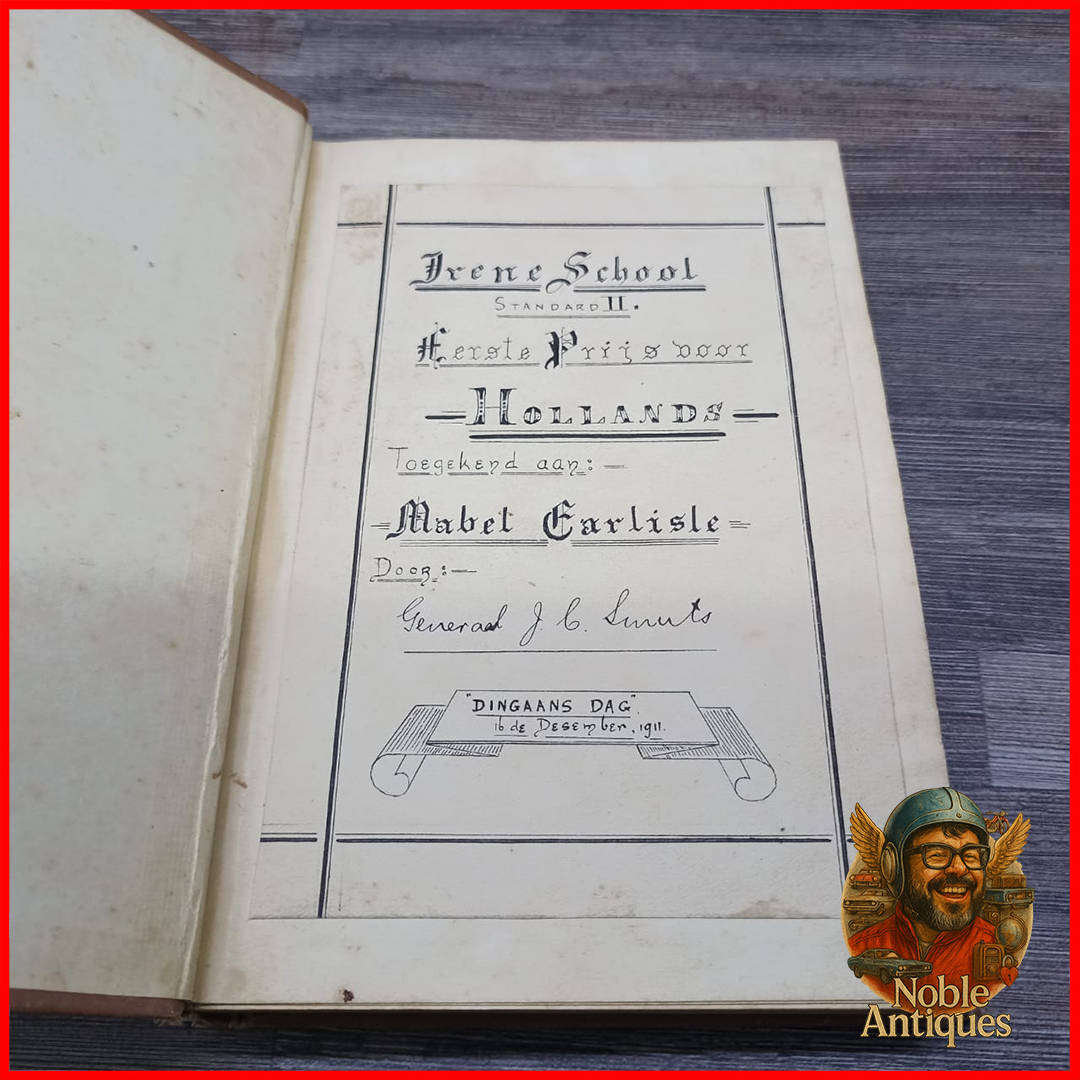 Irene School
STANDARD II.
Eerste Prijs voor
HOLLANDS
Toegekend aan:—
Mabel Carlisle
Door:—
Generaal J. C. Smuts
"DINGAANS DAG"
16 de Desember, 1911.
Noble
Antiques